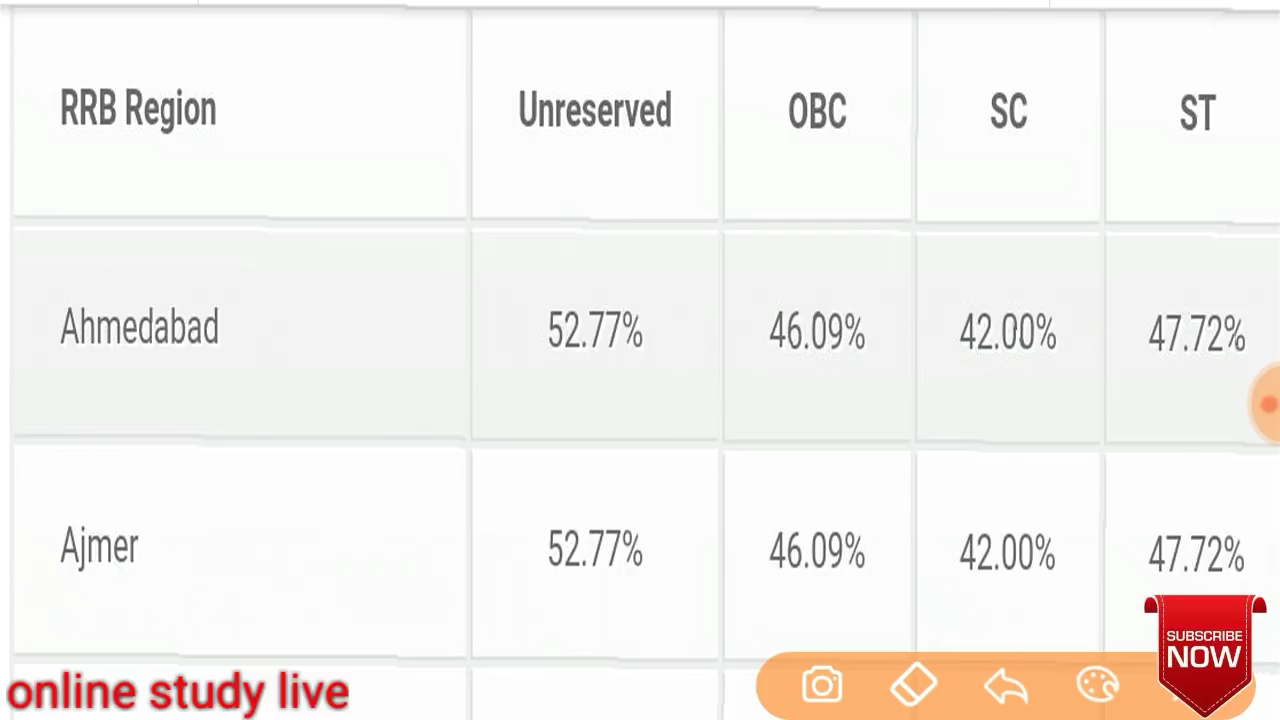 RRB Region Unreserved OBC SC ST
Ahmedabad 52.77% 46.09% 42.00% 47.72%
Ajmer 52.77% 46.09% 42.00% 47.72%
SUBSCRIBE
NOW
online study live